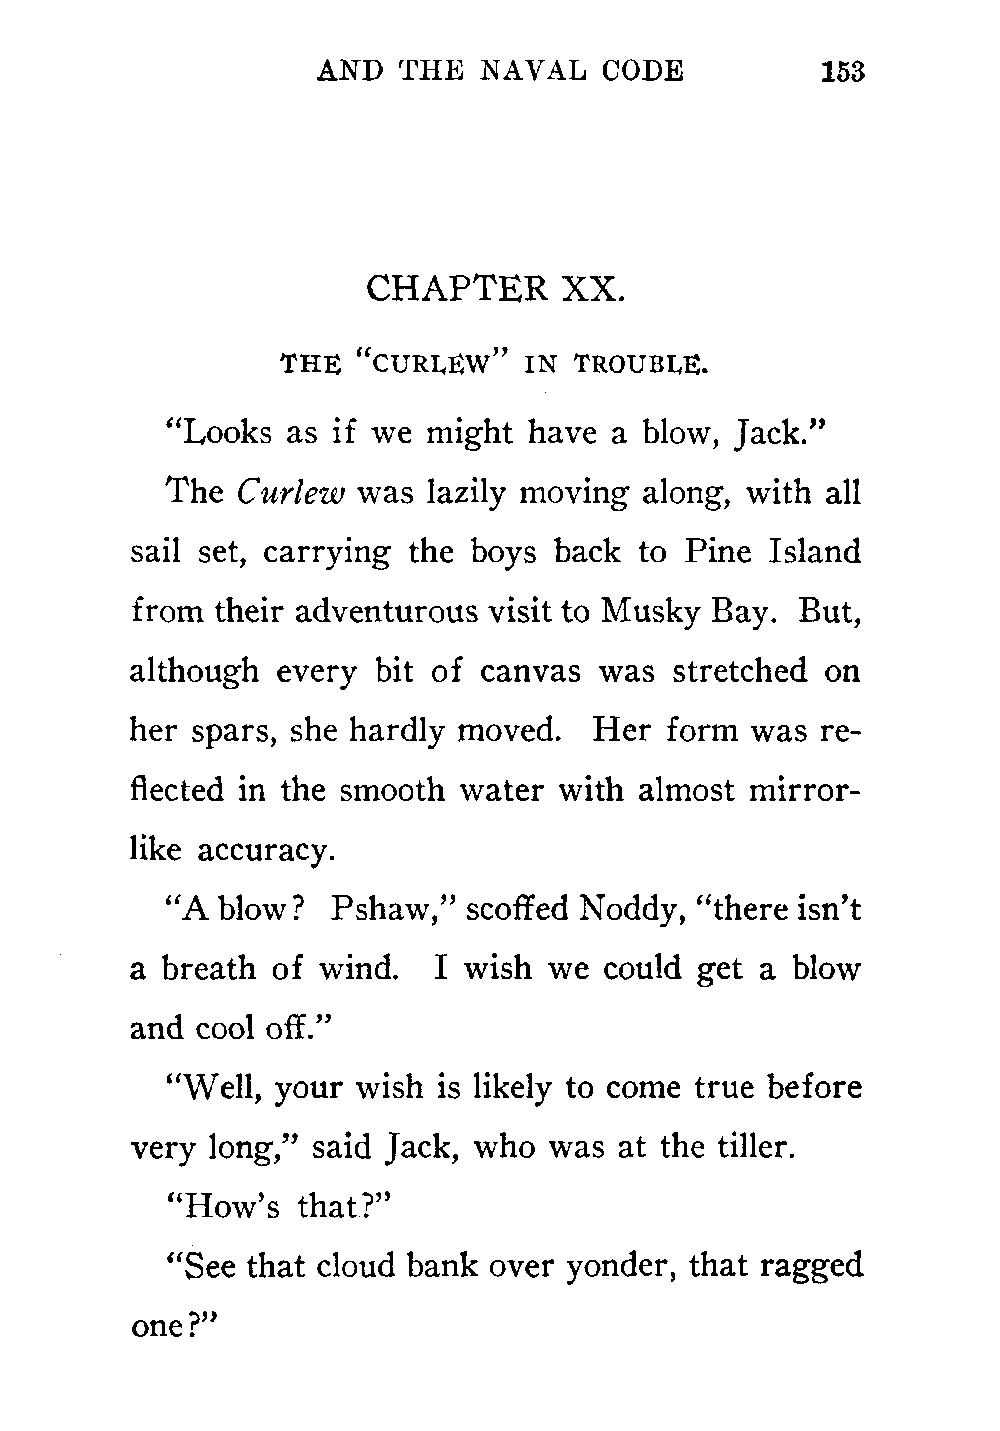 AND THE NAVAL CODE 153
CHAPTER XX.
THE "CURLEW" IN TROUBLE.
"Looks as if we might have a blow, Jack."
The Curlew was lazily moving along, with all
sail set, carrying the boys back to Pine Island
from their adventurous visit to Musky Bay. But,
although every bit of canvas was stretched on
her spars, she hardly moved. Her form was re-
flected in the smooth water with almost mirror-
like accuracy.
"A blow? Pshaw," scoffed Noddy, "there isn't
a breath of wind. I wish we could get a blow
and cool off."
"Well, your wish is likely to come true before
very long," said Jack, who was at the tiller.
"How's that?"
"See that cloud bank over yonder, that ragged
one?"